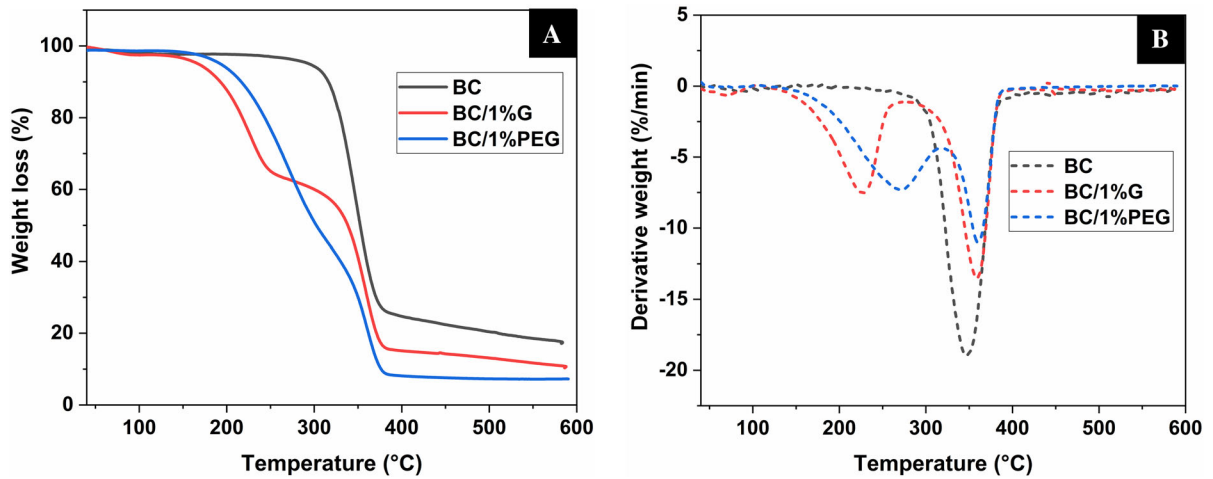 A
100
80
60
40
20
0
Weight loss (%)
BC
BC/1%G
BC/1%PEG
100
200
300
400
500
600
Temperature (°C)
B
5
0
-5
-10
-15
-20
Derivative weight (%/min)
BC
BC/1%G
BC/1%PEG
100
200
300
400
500
600
Temperature (°C)